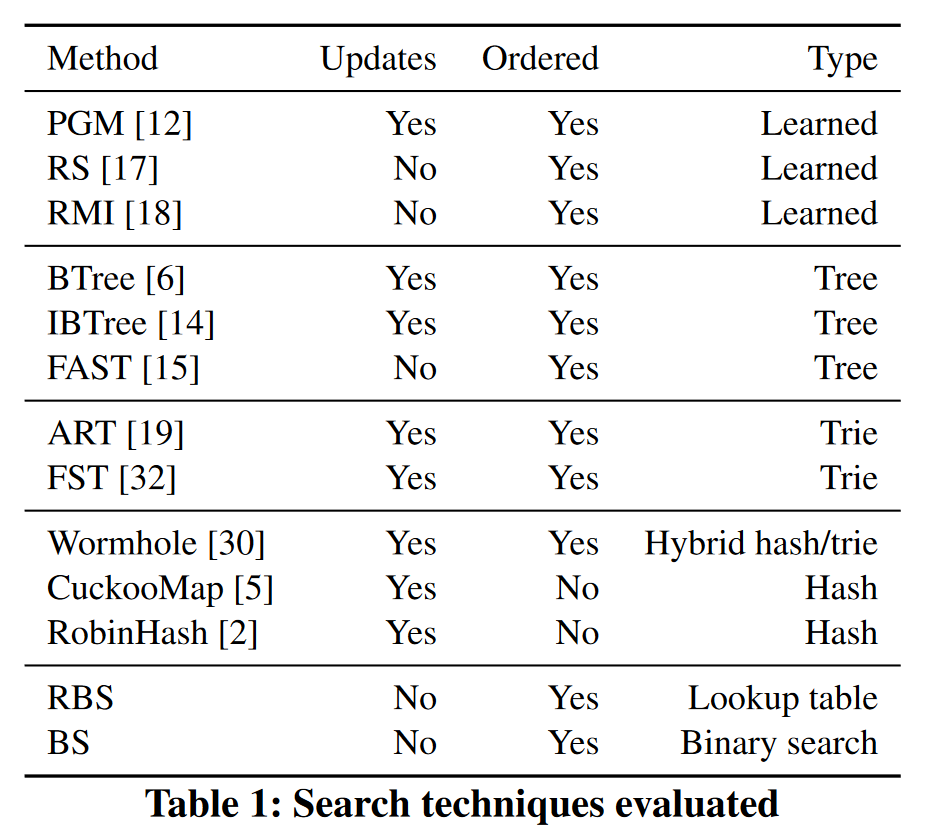 Method Updates Ordered Type
PGM [12] Yes Yes Learned
RS [17] No Yes Learned
RMI [18] No Yes Learned
BTree [6] Yes Yes Tree
IBTree [14] Yes Yes Tree
FAST [15] No Yes Tree
ART [19] Yes Yes Trie
FST [32] Yes Yes Trie
Wormhole [30] Yes Yes Hybrid hash/trie
CuckooMap [5] Yes No Hash
RobinHash [2] Yes No Hash
RBS No Yes Lookup table
BS No Yes Binary search
Table 1: Search techniques evaluated